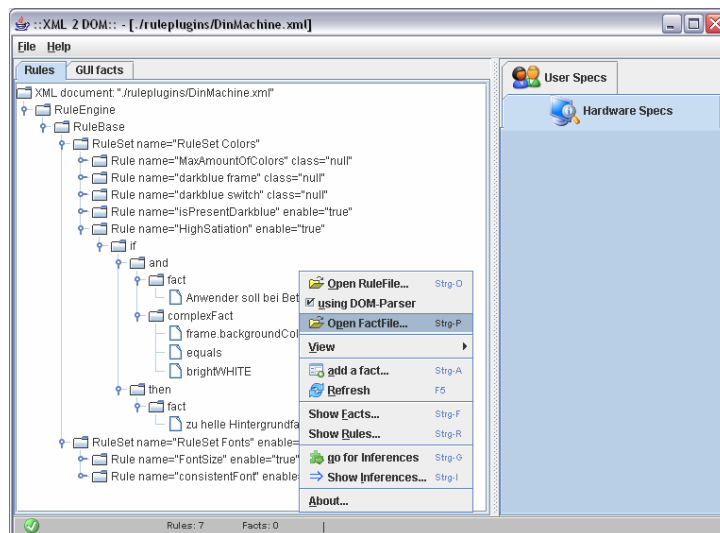 ::XML 2 DOM:: - [./ruleplugins/DinMachine.xml]
File Help
Rules GUI facts
XML document: "./ruleplugins/DinMachine.xml"
RuleEngine
RuleBase
RuleSet name="RuleSet Colors"
Rule name="MaxAmountOfColors" class="null"
Rule name="darkblue frame" class="null"
Rule name="darkblue switch" class="null"
Rule name="isPresentDarkblue" enable="true"
Rule name="HighSatiation" enable="true"
if
and
fact
Anwender soll bei Bet
complexFact
frame.backgroundCol
equals
brightWHITE
then
fact
zu helle Hintergrundfa
RuleSet name="RuleSet Fonts" enable=
Rule name="FontSize" enable="true"
Rule name="consistentFont" enable
Open RuleFile... Strg-O
using DOM-Parser
Open FactFile... Strg-P
View
add a fact... Strg-A
Refresh F5
Show Facts... Strg-F
Show Rules... Strg-R
go for Inferences Strg-G
Show Inferences... Strg-I
About...
User Specs
Hardware Specs
Rules: 7 Facts: 0